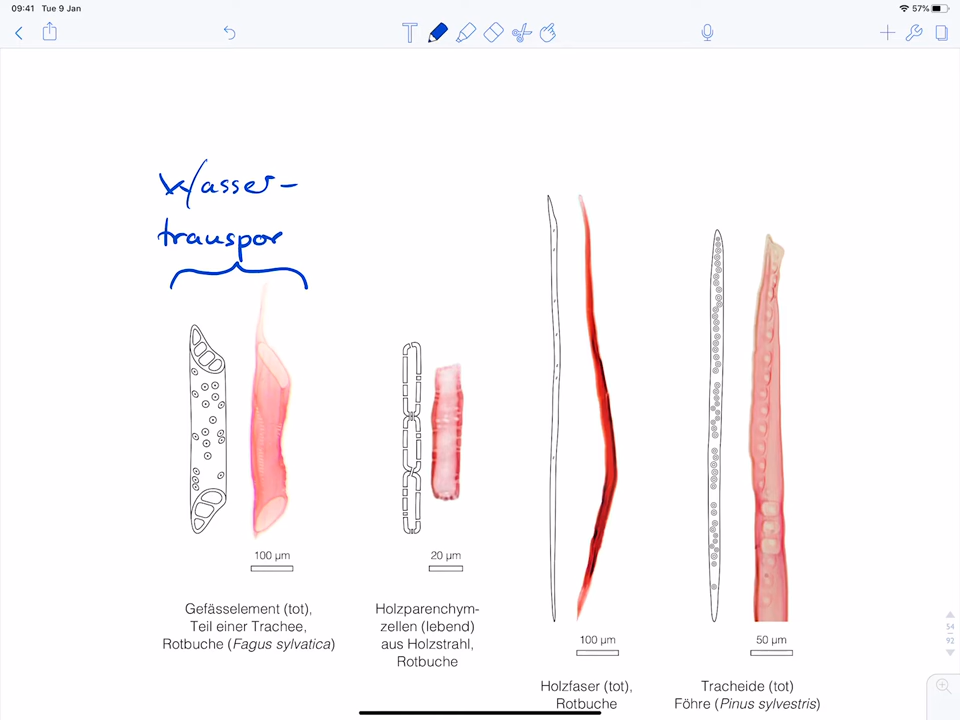 09:41 Tue 9 Jan
57%
T
Wasser-
transpor
100 µm
20 µm
100 µm
50 µm
Gefässelement (tot),
Teil einer Trachee,
Rotbuche (Fagus sylvatica)
Holzparenchym-
zellen (lebend)
aus Holzstrahl,
Rotbuche
Holzfaser (tot),
Rotbuche
Tracheide (tot)
Föhre (Pinus sylvestris)
54
92